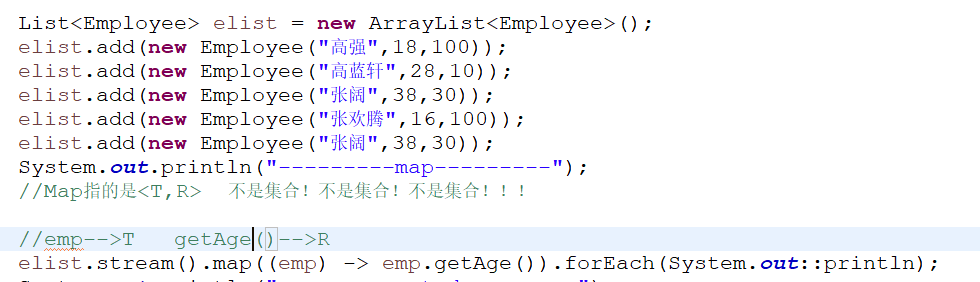 List<Employee> elist = new ArrayList<Employee>();
elist.add(new Employee("高强",18,100));
elist.add(new Employee("高蓝轩",28,10));
elist.add(new Employee("张阔",38,30));
elist.add(new Employee("张欢腾",16,100));
elist.add(new Employee("张阔",38,30));
System.out.println("---------map---------");
//Map指的是<T,R>   不是集合！不是集合！不是集合！！！
//emp-->T   getAge()-->R
elist.stream().map((emp) -> emp.getAge()).forEach(System.out::println);